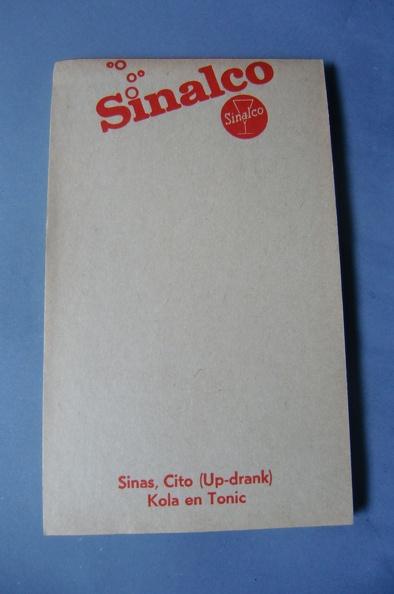 Sinalco
Sinalco
Sinas, Cito (Up-drank)
Kola en Tonic